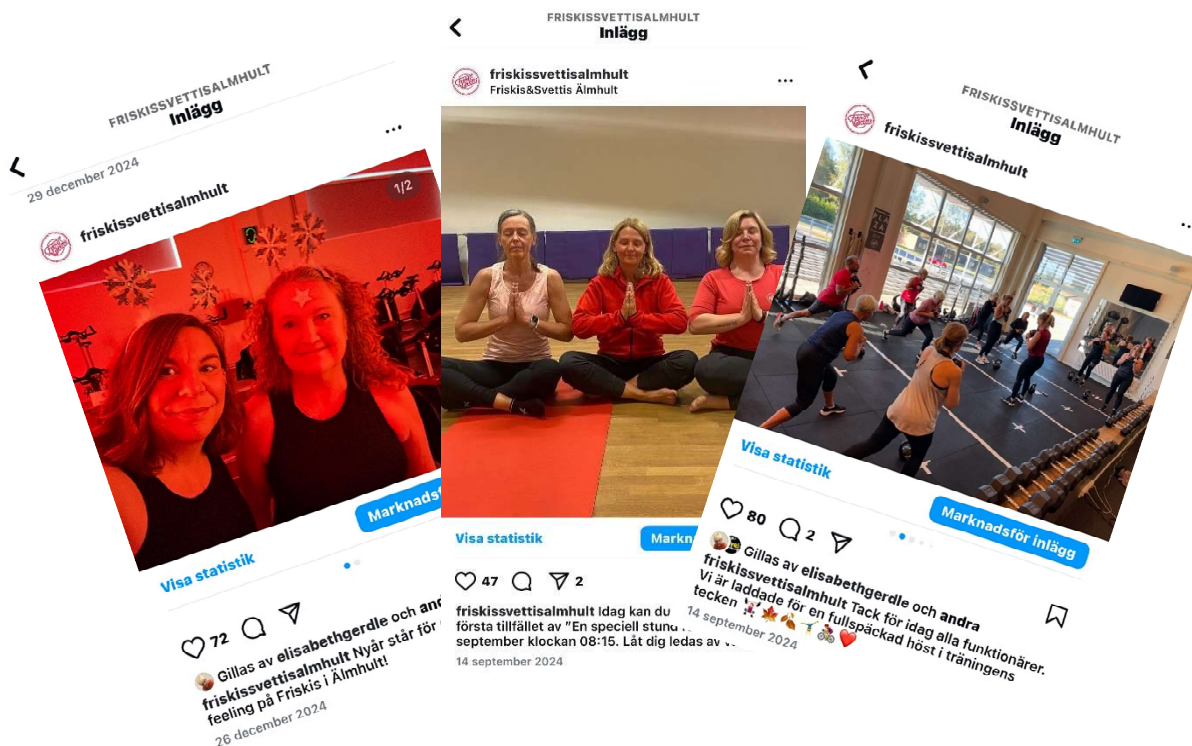 FRISKISSVETTISALMHULT
Inlägg
29 december 2024
friskissvettisalmhult
1/2
Marknadsf
Visa statistik
72
Gillas av elisabethgerdle och andr
friskissvettisalmhult Nyår står för
feeling på Friskis i Älmhult!
26 december 2024
FRISKISSVETTISALMHULT
Inlägg
friskissvettisalmhult
Friskis&Svettis Älmhult
Visa statistik
Markn
47
2
friskissvettisalmhult Idag kan du
första tillfället av ”En speciell stund
september klockan 08:15. Låt dig ledas av
14 september 2024
FRISKISSVETTISALMHULT
Inlägg
friskissvettisalmhult
Visa statistik
Marknadsför inlägg
80
2
Gillas av elisabethgerdle och andra
friskissvettisalmhult Tack för idag alla funktionärer.
Vi är laddade för en fullspäckad höst i träningens
tecken 🏋🏻‍♀️🍁🍂🤸🚴❤️
14 september 2024